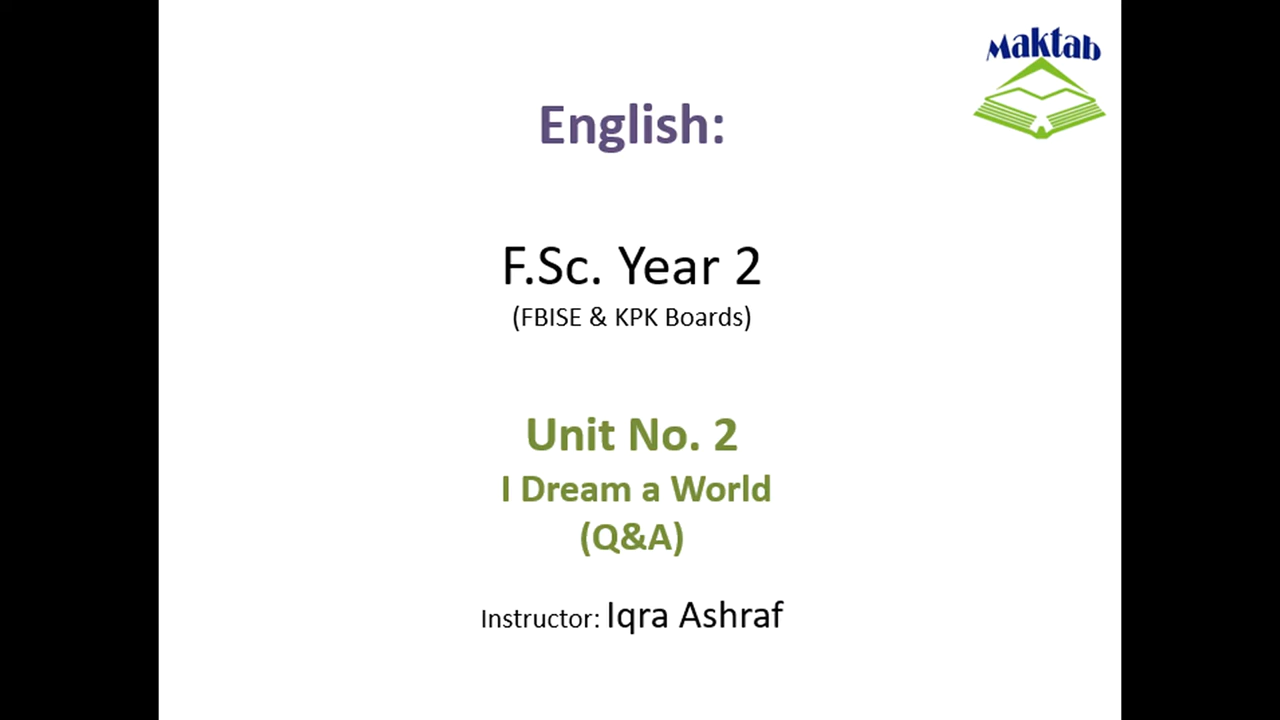 Maktab
English:
F.Sc. Year 2
(FBISE & KPK Boards)
Unit No. 2
I Dream a World
(Q&A)
Instructor: Iqra Ashraf